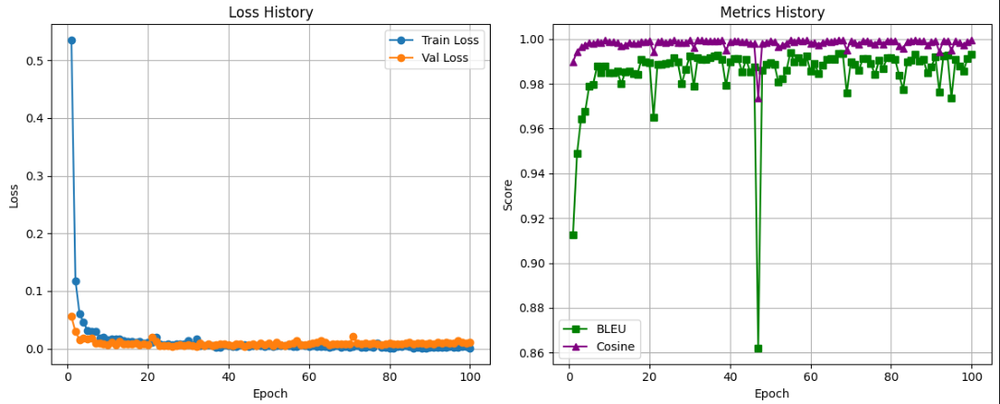 Loss History
Train Loss
Val Loss
0.5
0.4
0.3
0.2
0.1
0.0
Loss
0 20 40 60 80 100
Epoch
Metrics History
1.00
0.98
0.96
0.94
0.92
0.90
0.88
0.86
Score
BLEU
Cosine
0 20 40 60 80 100
Epoch